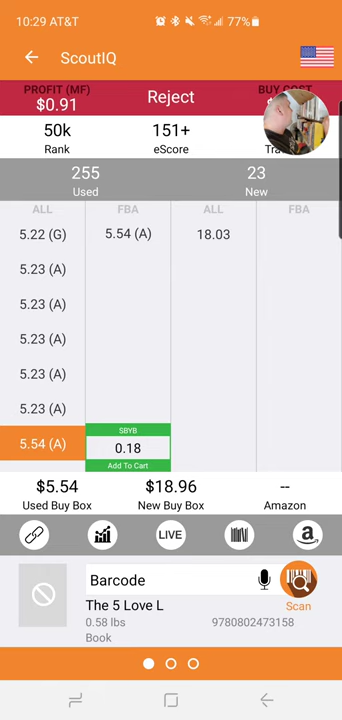 10:29 AT&T 77%
ScoutIQ
PROFIT (MF) BUY COST
$0.91 Reject
50k 151+
Rank eScore
255 23
Used New
ALL FBA ALL FBA
5.22 (G) 5.54 (A) 18.03
5.23 (A)
5.23 (A)
5.23 (A)
5.23 (A)
5.23 (A)
5.54 (A) SBYB
0.18
Add To Cart
$5.54 $18.96 --
Used Buy Box New Buy Box Amazon
LIVE a
Barcode
The 5 Love L Scan
0.58 lbs 9780802473158
Book